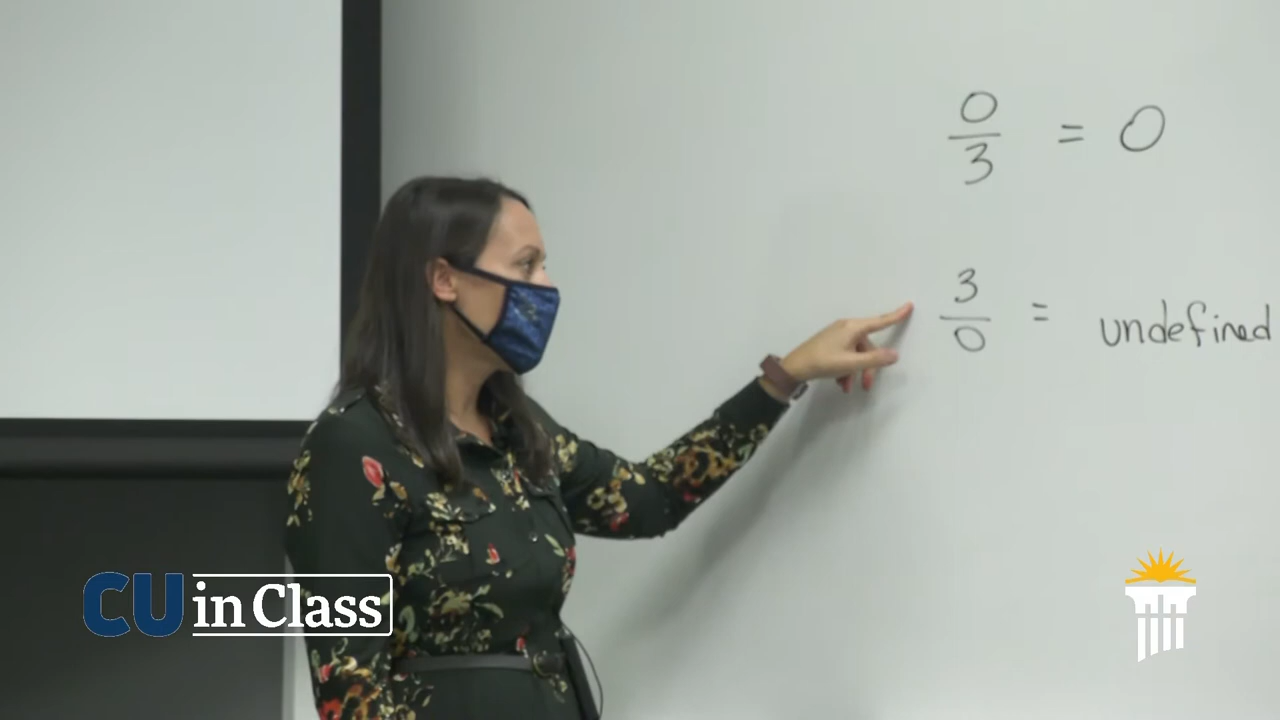 0/3 = 0
3/0 = undefined
CU in Class